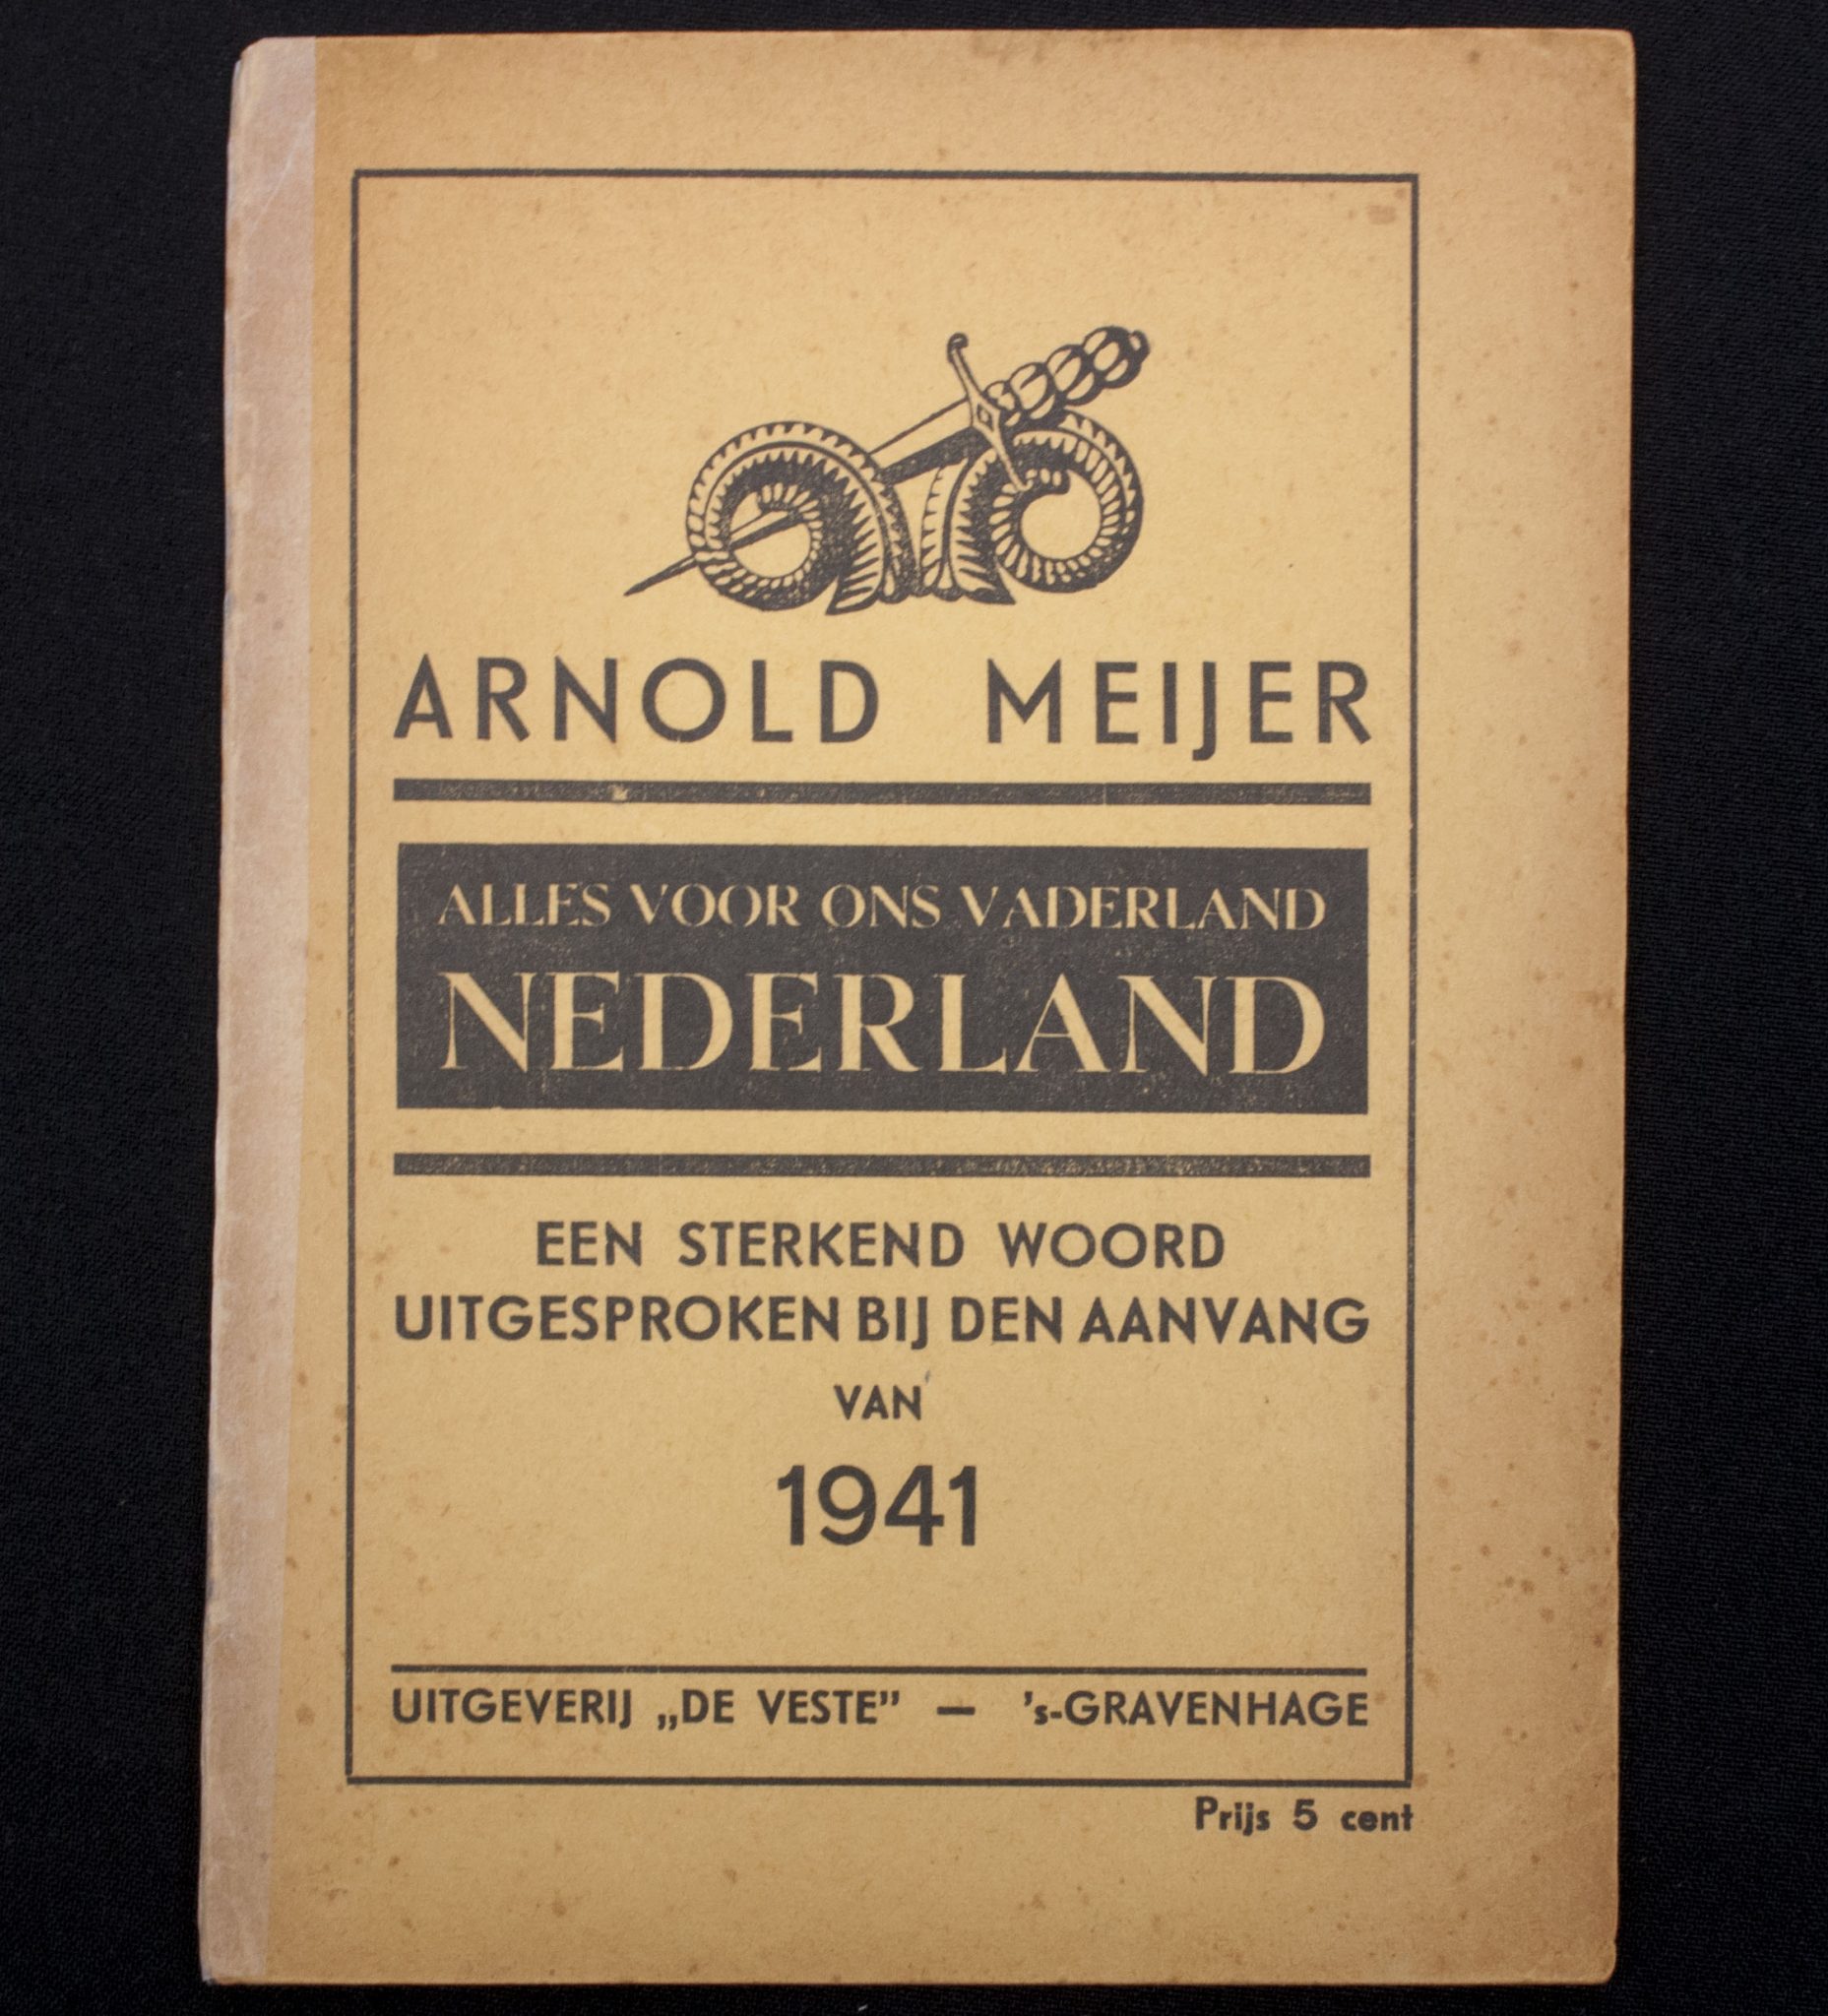 ARNOLD MEIJER
ALLES VOOR ONS VADERLAND
NEDERLAND
EEN STERKEND WOORD
UITGESPROKEN BIJ DEN AANVANG
VAN
1941
UITGEVERIJ „DE VESTE” — 's-GRAVENHAGE
Prijs 5 cent